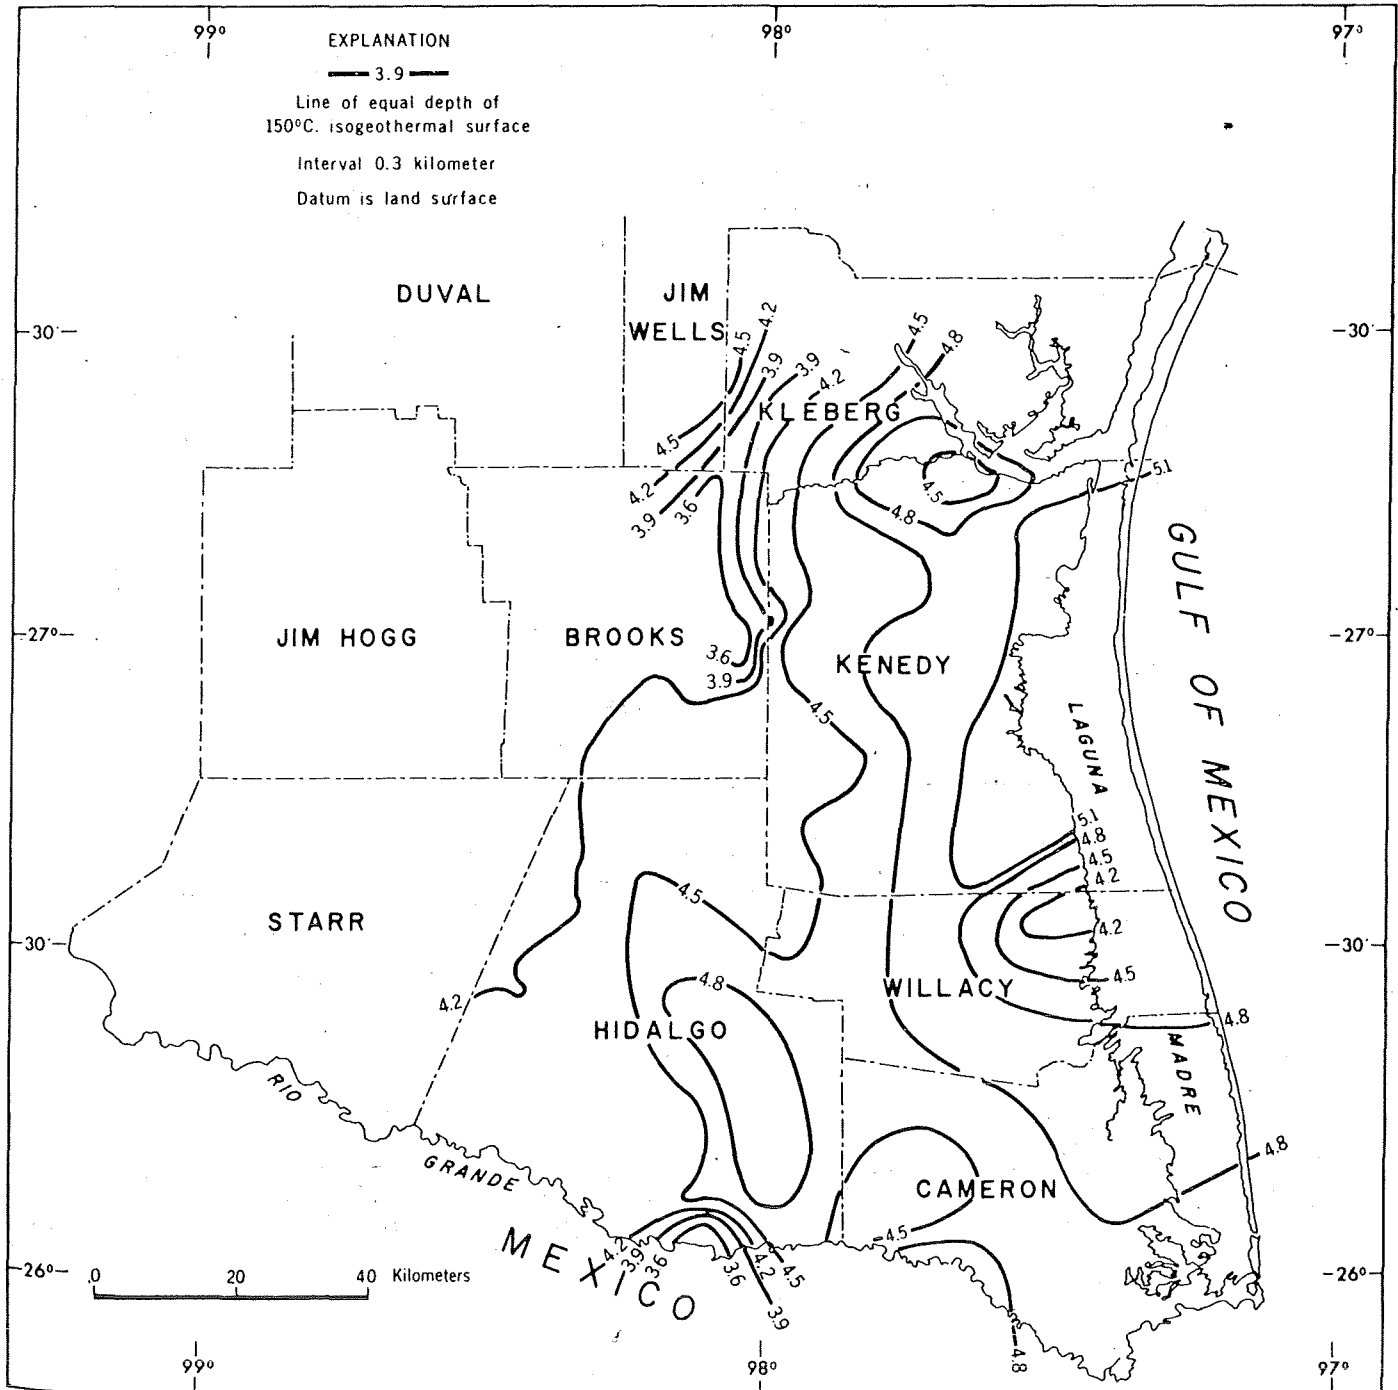 99° 98° 97°
EXPLANATION
3.9
Line of equal depth of
150°C. isogeothermal surface
Interval 0.3 kilometer
Datum is land surface
DUVAL
JIM
WELLS
30' 30'
4.5 4.2 3.9 3.9 4.2 4.5 4.8
KLEBERG
4.5
4.2
3.9 3.6
4.5
4.8
5.1
GULF OF MEXICO
27° 27°
JIM HOGG
BROOKS
KENEDY
3.6
3.9
4.5
LAGUNA
5.1
4.8
4.5
4.2
4.5
STARR
4.2
30' 30'
4.8
4.5
WILLACY
4.2
HIDALGO
4.8
MADRE
RIO
GRANDE
4.8
CAMERON
4.5
MEXICO
4.2 3.9 3.6 3.6 4.2 4.5
3.9
26° 26°
.0 20 40 Kilometers
4.8
99° 98° 97°